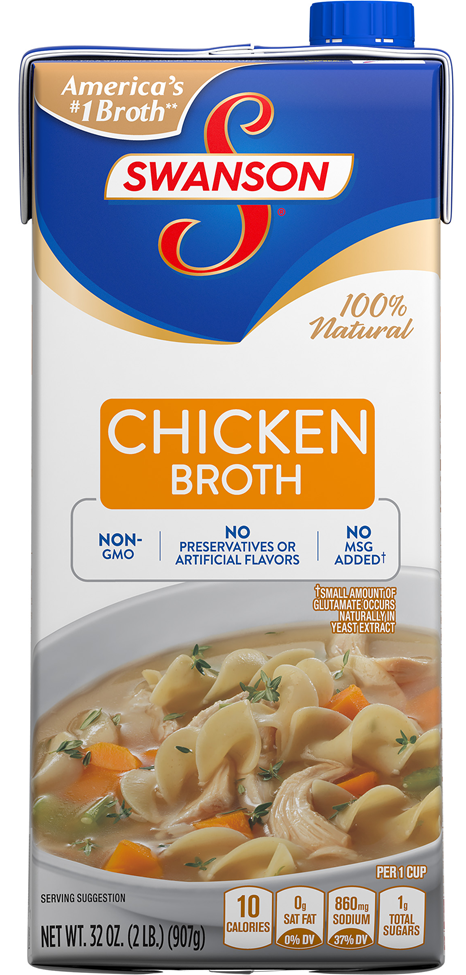 America's
#1 Broth**
SWANSON
®
100%
Natural
CHICKEN
BROTH
NON-
GMO
NO
PRESERVATIVES OR
ARTIFICIAL FLAVORS
NO
MSG
ADDED†
†SMALL AMOUNT OF
GLUTAMATE OCCURS
NATURALLY IN
YEAST EXTRACT
PER 1 CUP
SERVING SUGGESTION
NET WT. 32 OZ. (2 LB.) (907g)
10
CALORIES
0g
SAT FAT
0% DV
860mg
SODIUM
37% DV
1g
TOTAL
SUGARS